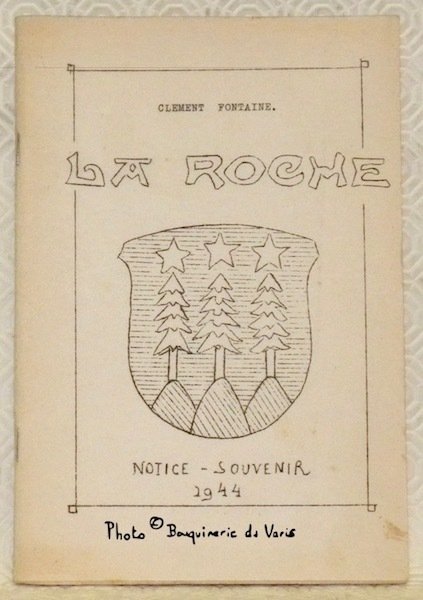 CLEMENT FONTAINE.
LA ROCHE
NOTICE - SOUVENIR
1944
Photo © Bouquinerie du Varis